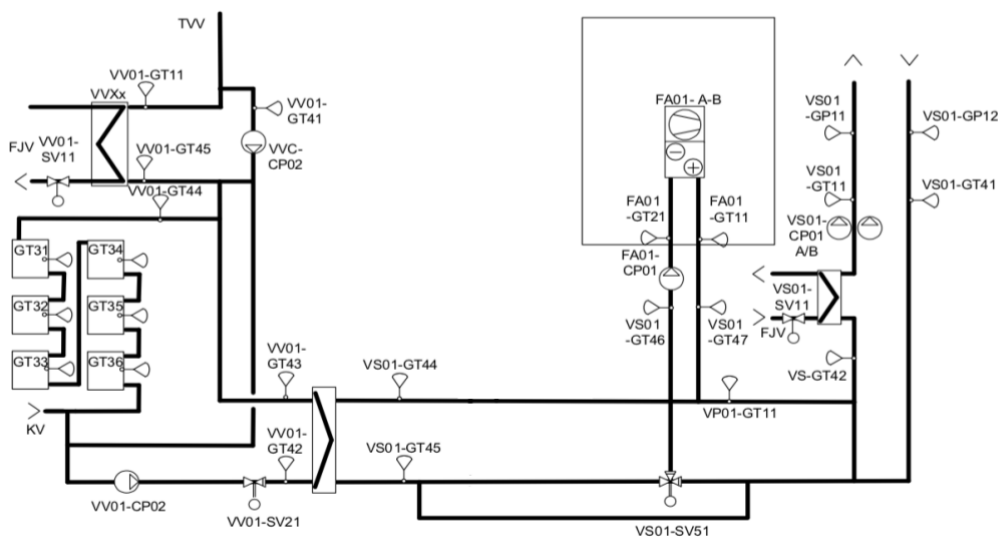 TVV
VV01-GT11
VVXx
VV01-
GT41
FJV
VV01-
SV11
VV01-GT45
VVC-
CP02
VV01-GT44
GT31
GT34
GT32
GT35
GT33
GT36
KV
VV01-
GT43
VS01-GT44
VV01-
GT42
VS01-GT45
VV01-CP02
VV01-SV21
FA01- A-B
FA01
-GT21
FA01
-GT11
FA01-
CP01
VS01
-GT46
VS01
-GT47
VP01-GT11
VS01-SV51
VS01
-GP11
VS01-GP12
VS01
-GT11
VS01-GT41
VS01-
CP01
A/B
VS01-
SV11
FJV
VS-GT42